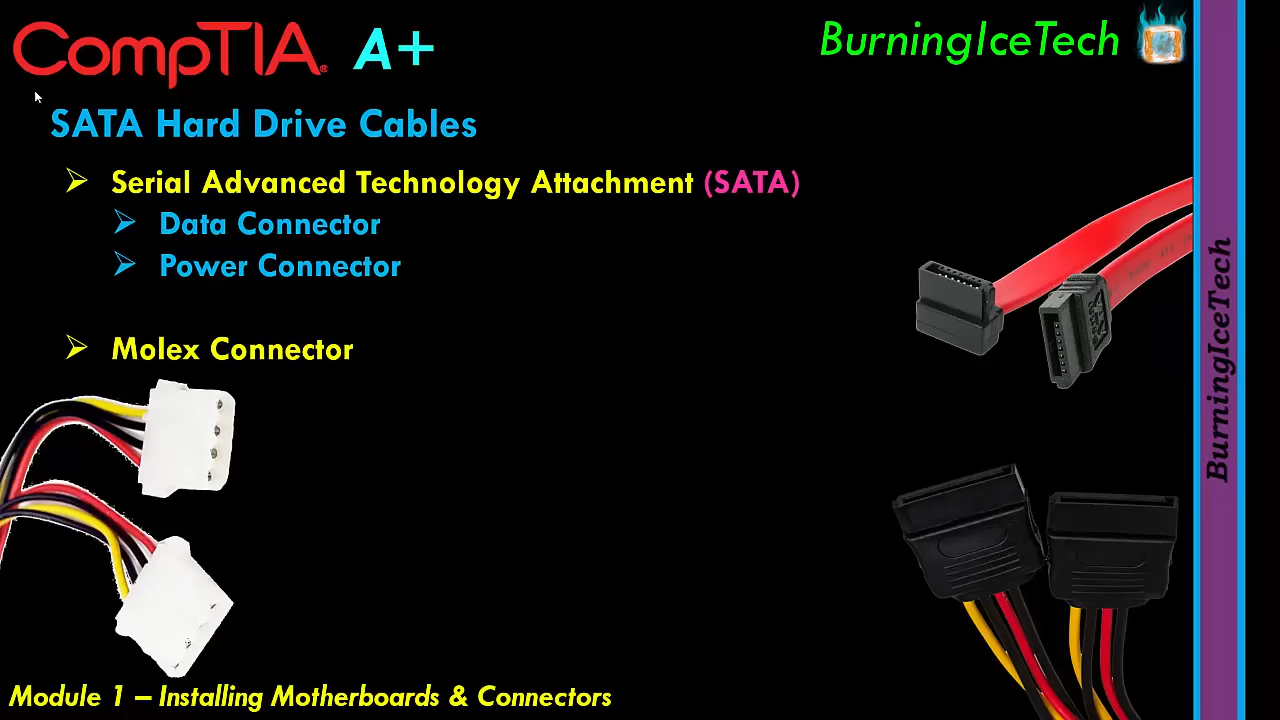 CompTIA® A+
BurningIceTech
SATA Hard Drive Cables
Serial Advanced Technology Attachment (SATA)
Data Connector
Power Connector
Molex Connector
BurningIceTech
Module 1 – Installing Motherboards & Connectors